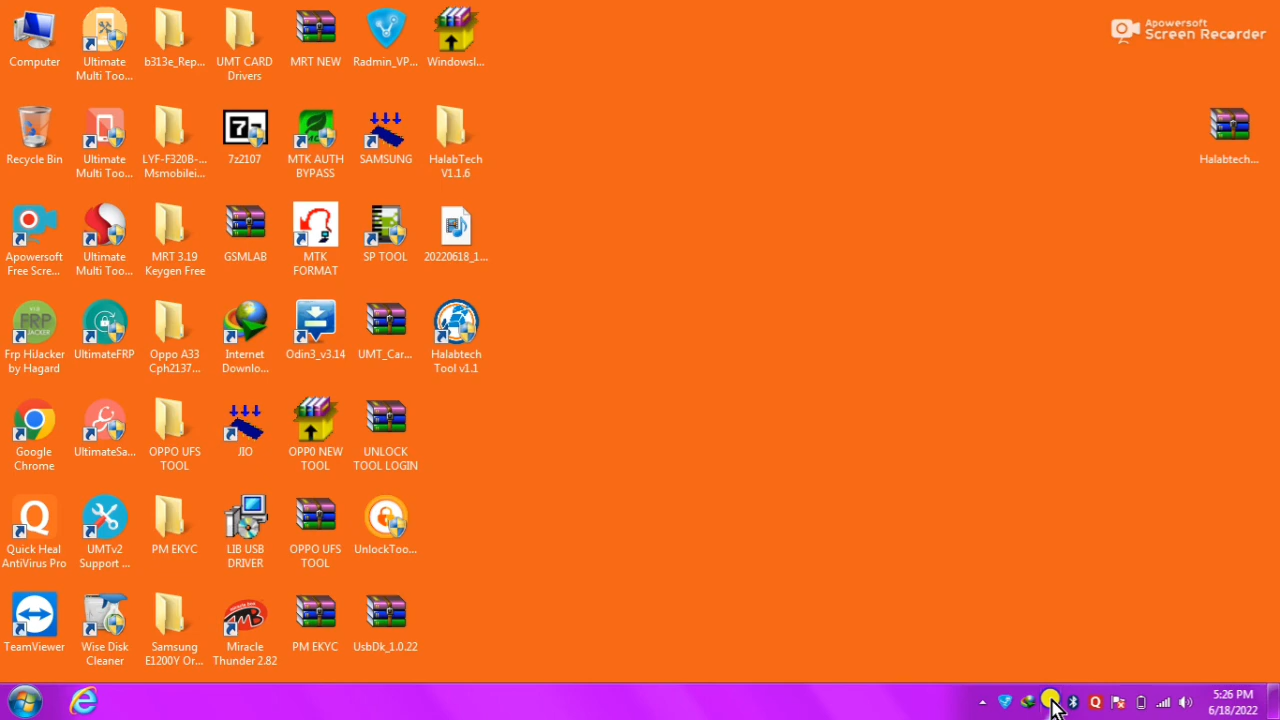 Apowersoft
Screen Recorder
Computer
Ultimate
Multi Too...
b313e_Rep...
UMT CARD
Drivers
MRT NEW
Radmin_VP...
WindowsI...
Recycle Bin
Ultimate
Multi Too...
LYF-F320B-...
Msmobilei...
7z
7z2107
MTK AUTH
BYPASS
SAMSUNG
HalabTech
V1.1.6
Halabtech...
Apowersoft
Free Scre...
Ultimate
Multi Too...
MRT 3.19
Keygen Free
GSMLAB
MTK
FORMAT
SP TOOL
20220618_1...
FRP
JACKER
Frp HiJacker
by Hagard
UltimateFRP
Oppo A33
Cph2137...
Internet
Downlo...
Odin3_v3.14
UMT_Car...
Halabtech
Tool v1.1
Google
Chrome
UltimateSa...
OPPO UFS
TOOL
JIO
OPP0 NEW
TOOL
UNLOCK
TOOL LOGIN
Quick Heal
AntiVirus Pro
UMTv2
Support ...
PM EKYC
LIB USB
DRIVER
OPPO UFS
TOOL
UnlockToo...
TeamViewer
Wise Disk
Cleaner
Samsung
E1200Y Or...
Miracle
Thunder 2.82
PM EKYC
UsbDk_1.0.22
5:26 PM
6/18/2022